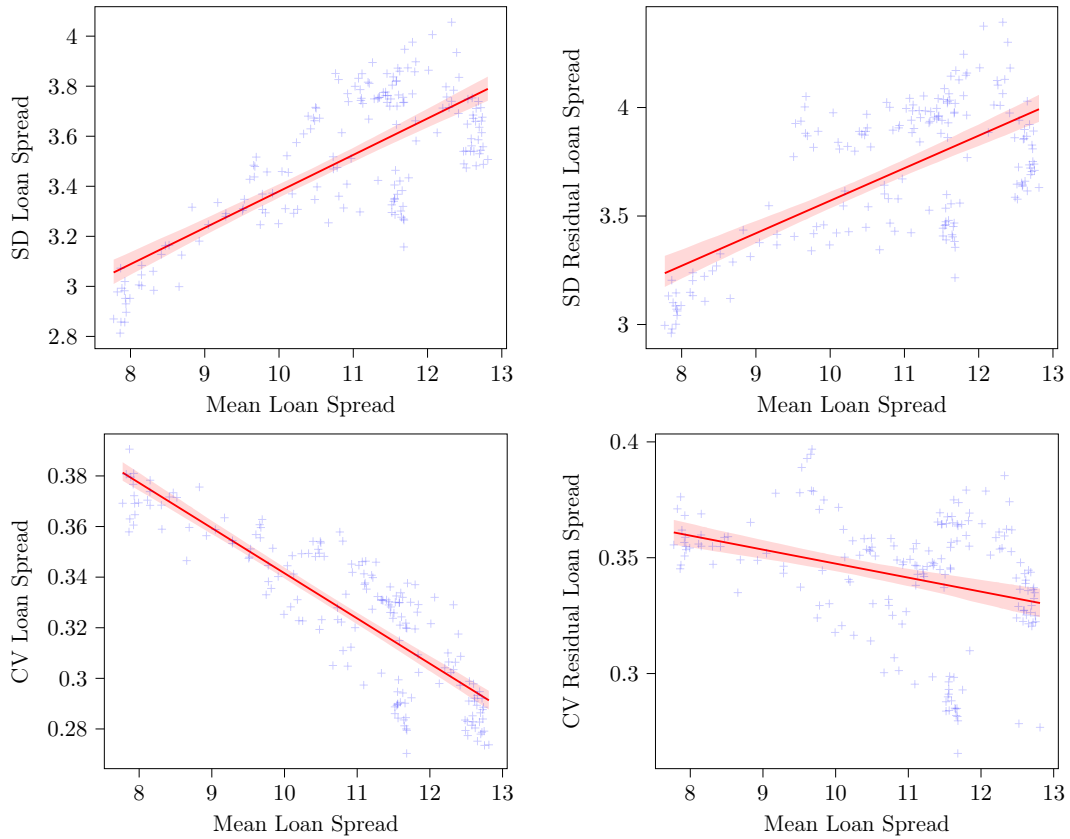 4
3.8
3.6
3.4
3.2
3
2.8
SD Loan Spread
8 9 10 11 12 13
Mean Loan Spread
4
3.5
3
SD Residual Loan Spread
8 9 10 11 12 13
Mean Loan Spread
0.38
0.36
0.34
0.32
0.3
0.28
CV Loan Spread
8 9 10 11 12 13
Mean Loan Spread
0.4
0.35
0.3
CV Residual Loan Spread
8 9 10 11 12 13
Mean Loan Spread